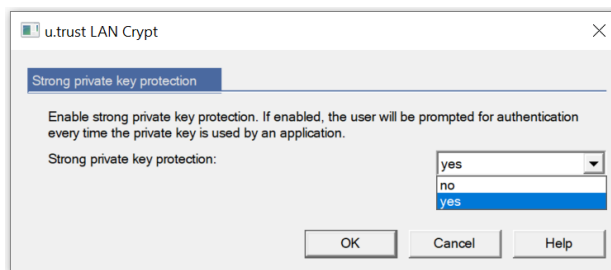 u.trust LAN Crypt
Strong private key protection
Enable strong private key protection. If enabled, the user will be prompted for authentication
every time the private key is used by an application.
Strong private key protection:
yes
no
yes
OK
Cancel
Help